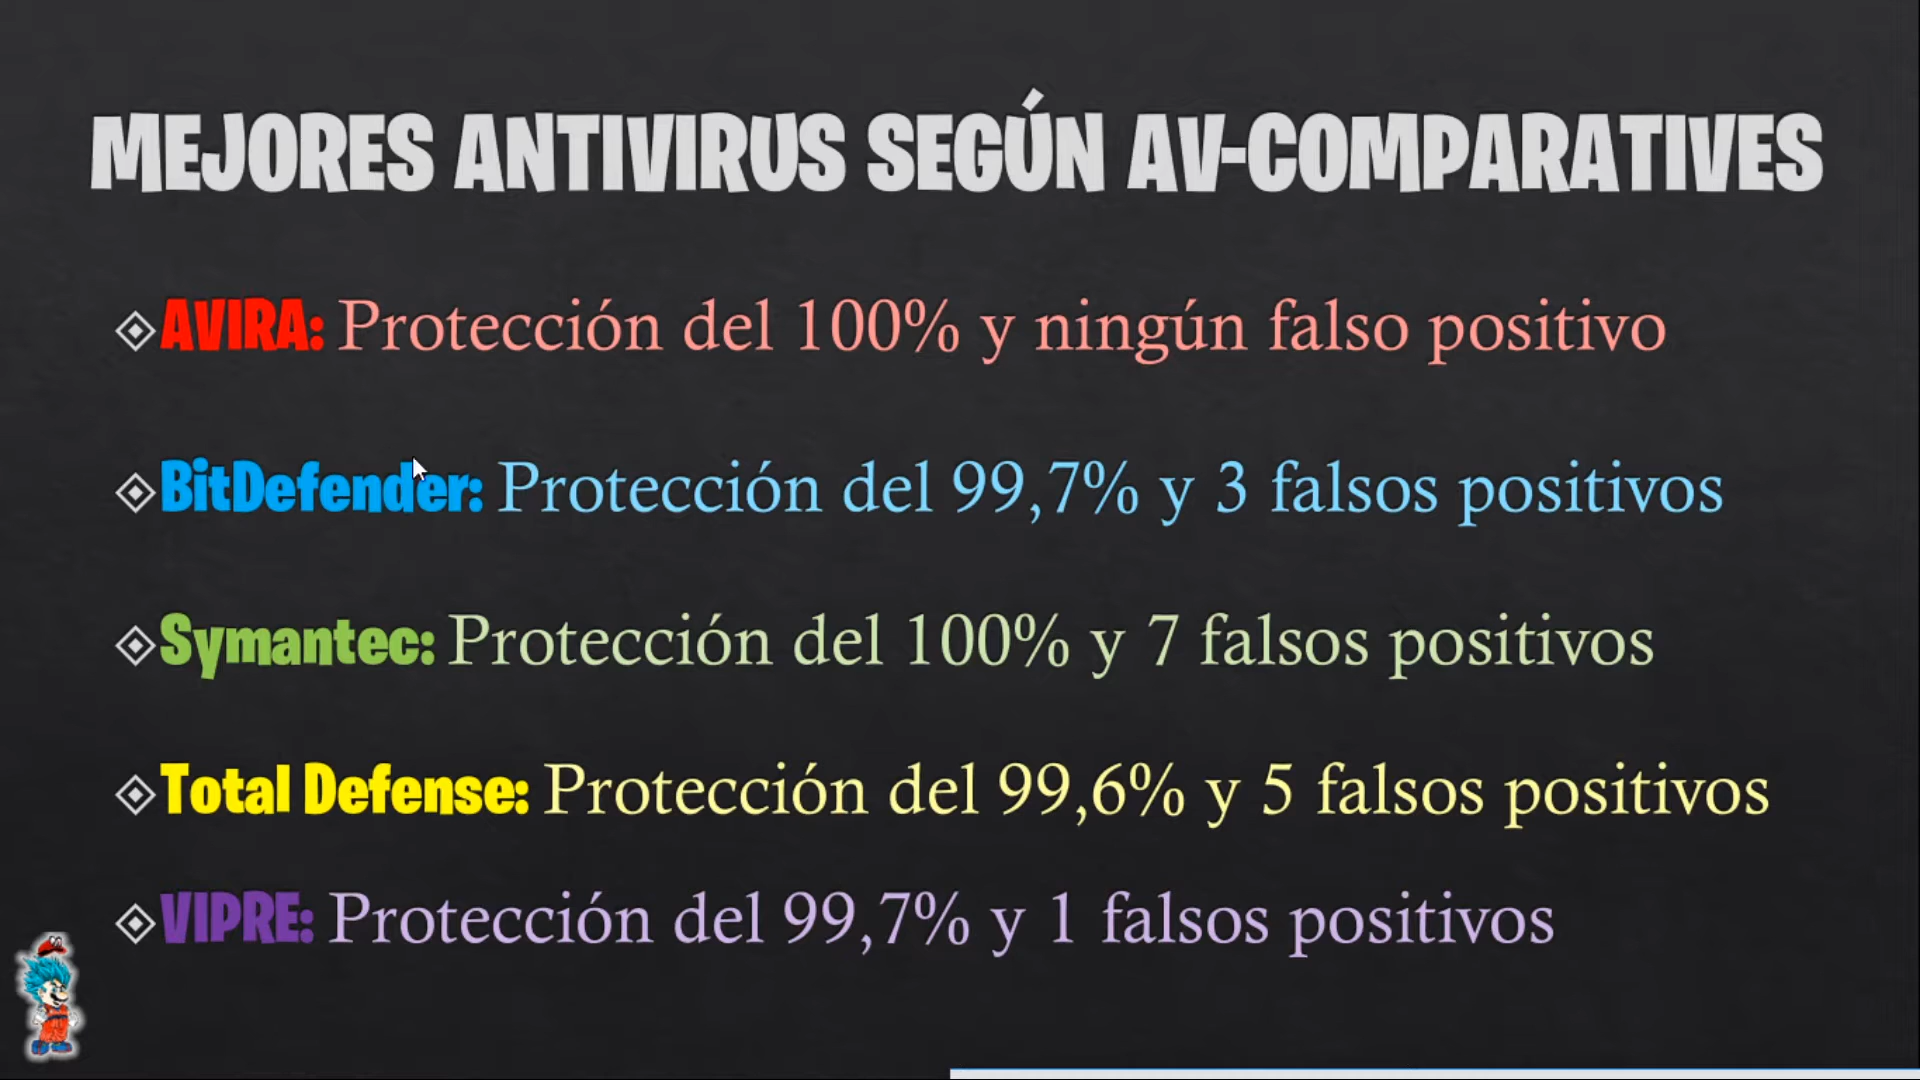 MEJORES ANTIVIRUS SEGÚN AV-COMPARATIVES
AVIRA: Protección del 100% y ningún falso positivo
BitDefender: Protección del 99,7% y 3 falsos positivos
Symantec: Protección del 100% y 7 falsos positivos
Total Defense: Protección del 99,6% y 5 falsos positivos
VIPRE: Protección del 99,7% y 1 falsos positivos